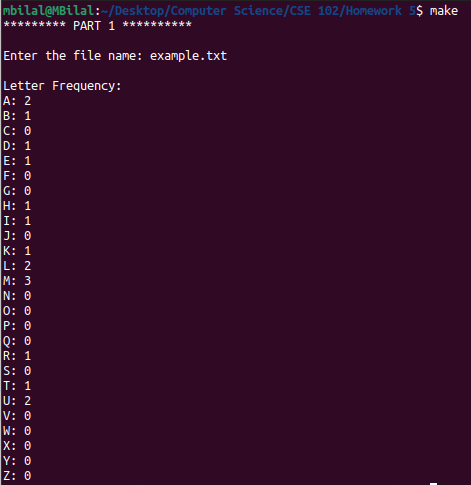 mbilal@MBilal:~/Desktop/Computer Science/CSE 102/Homework 5$ make
********* PART 1 **********
Enter the file name: example.txt
Letter Frequency:
A: 2
B: 1
C: 0
D: 1
E: 1
F: 0
G: 0
H: 1
I: 1
J: 0
K: 1
L: 2
M: 3
N: 0
O: 0
P: 0
Q: 0
R: 1
S: 0
T: 1
U: 2
V: 0
W: 0
X: 0
Y: 0
Z: 0